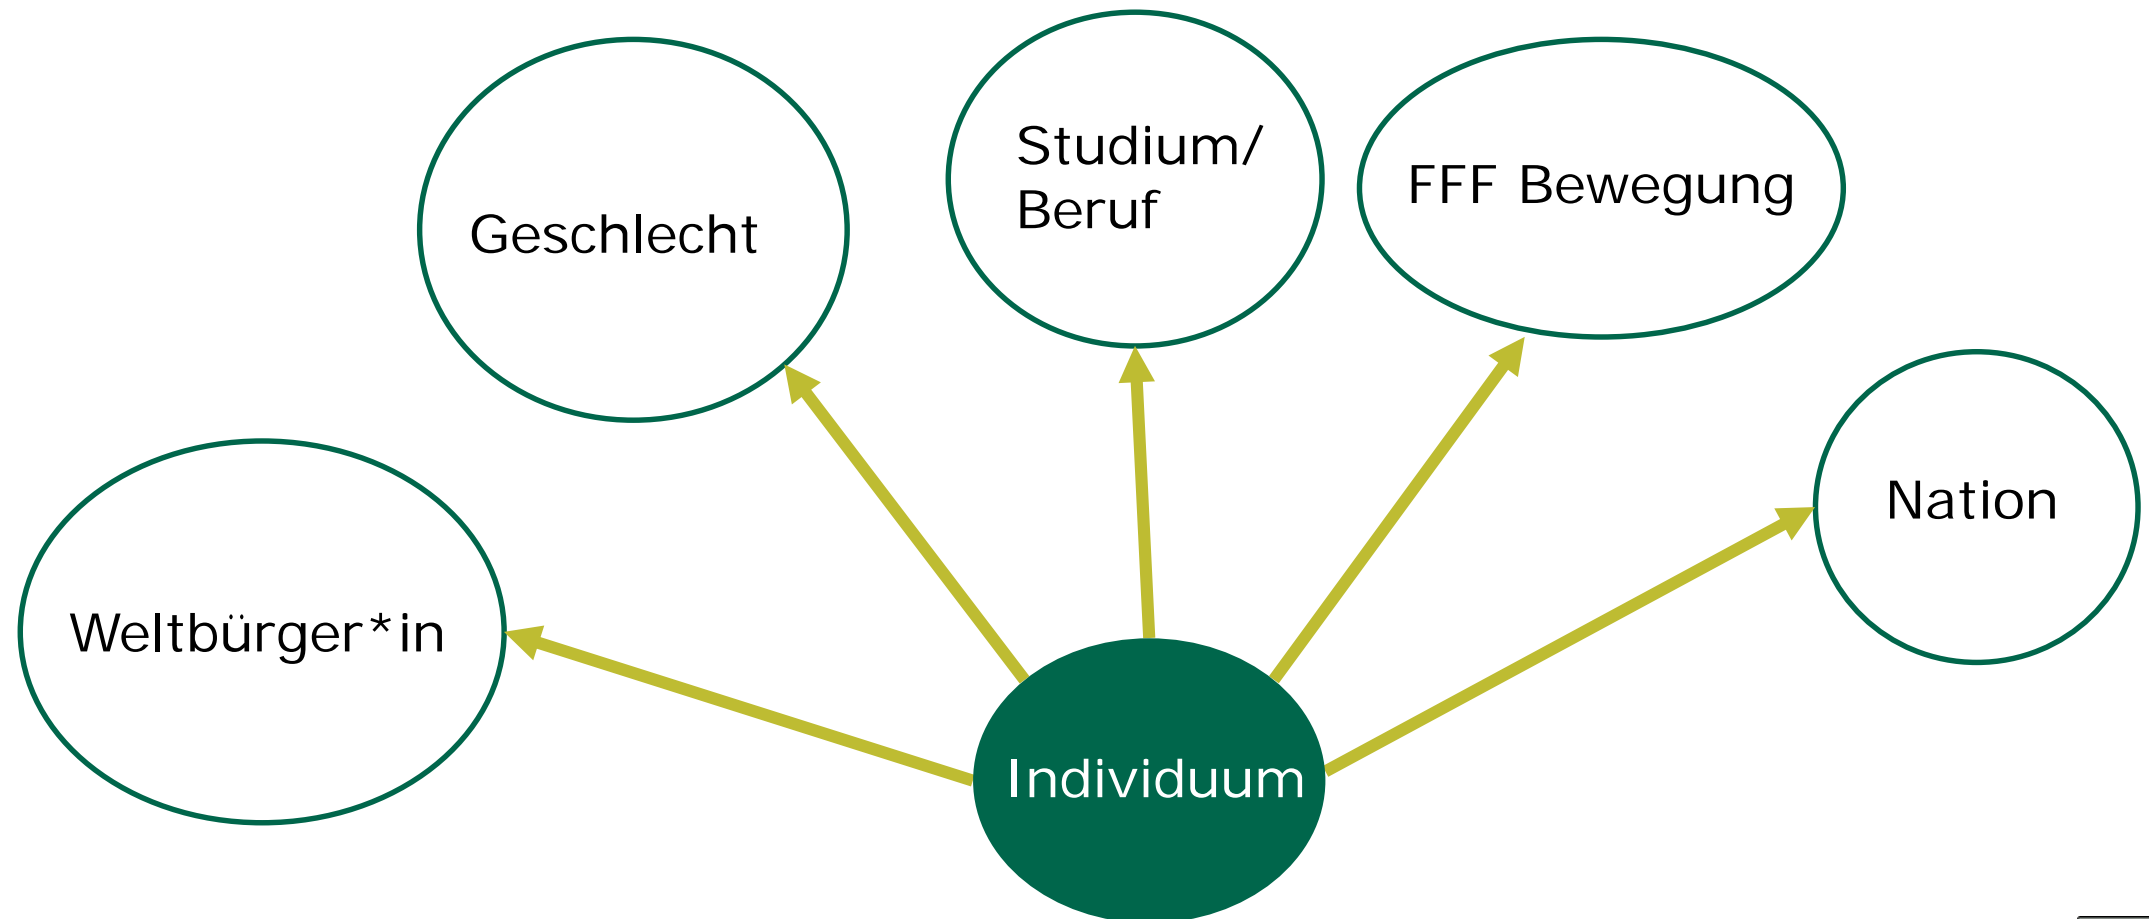 Studium/
Beruf
FFF Bewegung
Geschlecht
Nation
Weltbürger*in
Individuum